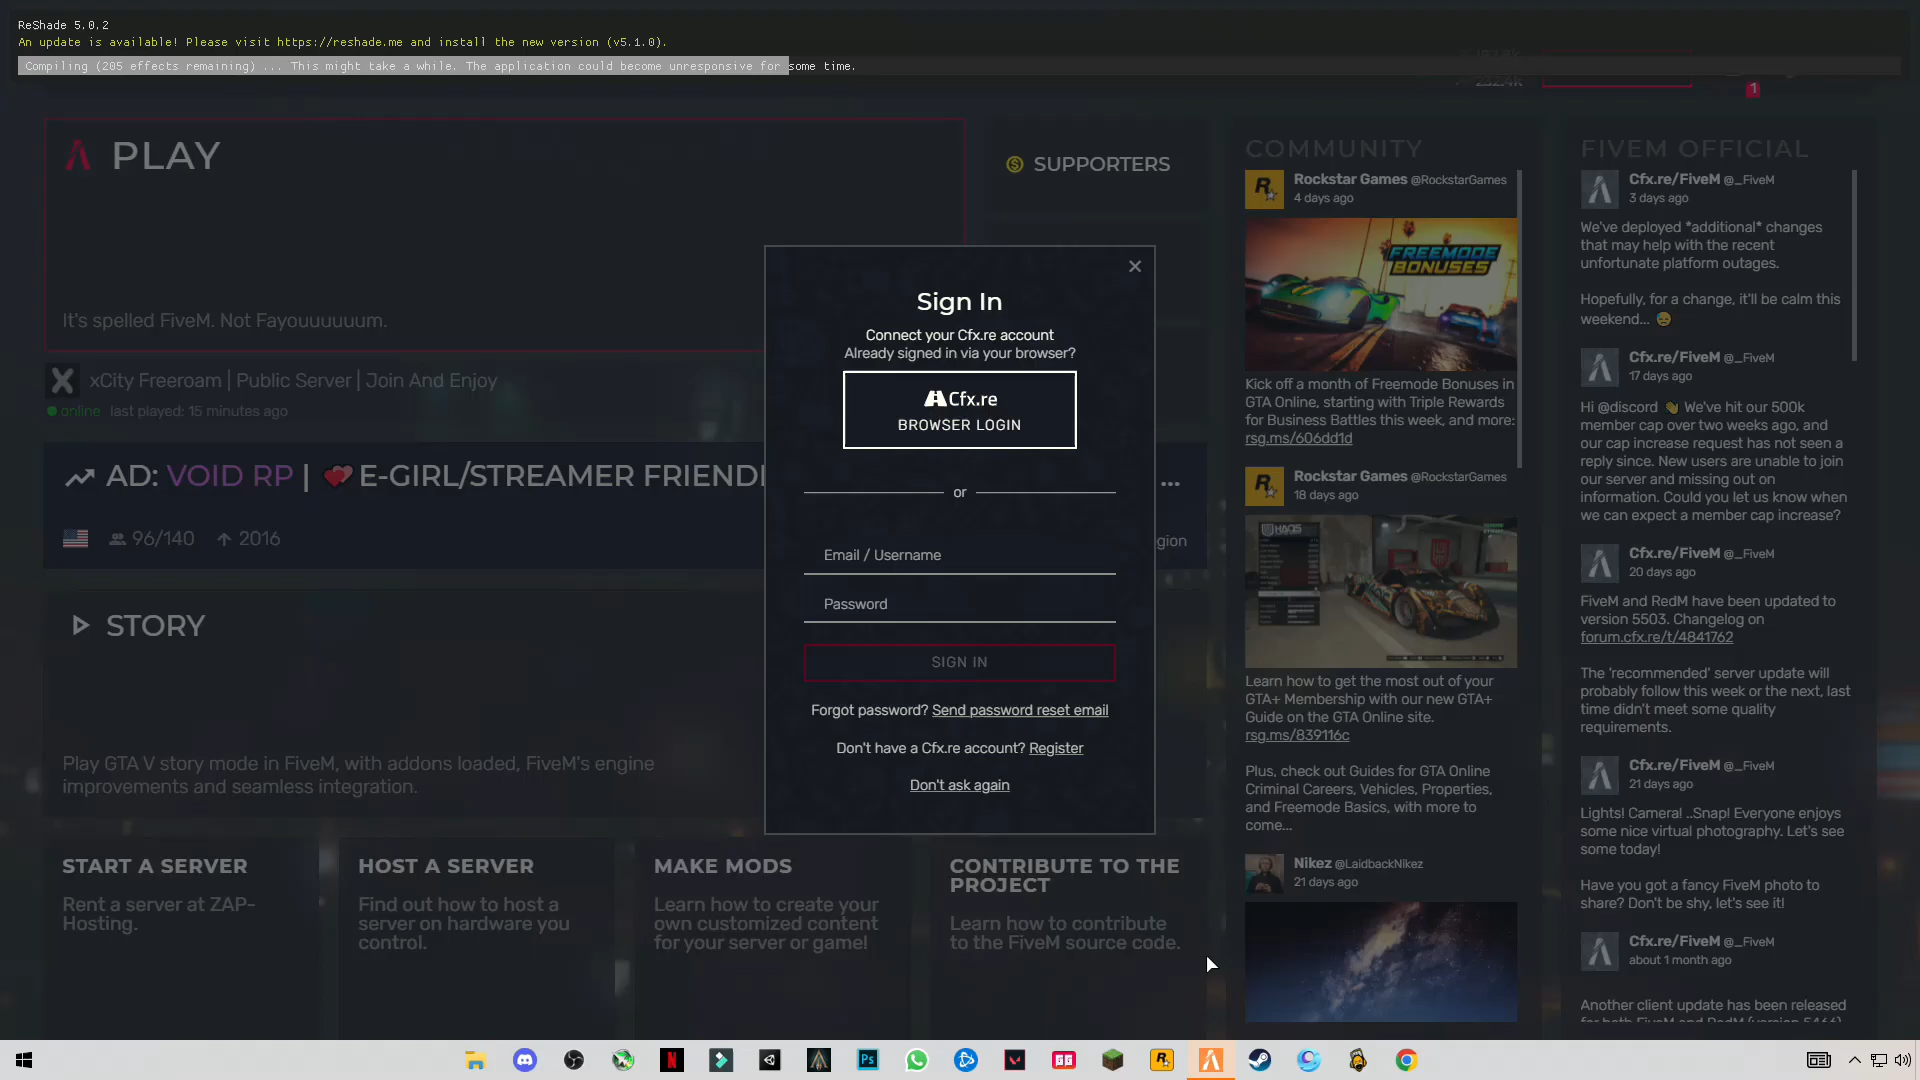 ReShade 5.0.2
An update is available! Please visit https://reshade.me and install the new version (v5.1.0).
Compiling (205 effects remaining) ... This might take a while. The application could become unresponsive for some time.
1
PLAY
It's spelled FiveM. Not Fayouuuuuum.
xCity Freeroam | Public Server | Join And Enjoy
online last played: 15 minutes ago
AD: VOID RP | E-GIRL/STREAMER FRIENDL
96/140 2016
gion
STORY
Play GTA V story mode in FiveM, with addons loaded, FiveM's engine
improvements and seamless integration.
START A SERVER
Rent a server at ZAP-
Hosting.
HOST A SERVER
Find out how to host a
server on hardware you
control.
MAKE MODS
Learn how to create your
own customized content
for your server or game!
CONTRIBUTE TO THE
PROJECT
Learn how to contribute
to the FiveM source code.
SUPPORTERS
Sign In
Connect your Cfx.re account
Already signed in via your browser?
Cfx.re
BROWSER LOGIN
or
Email / Username
Password
SIGN IN
Forgot password? Send password reset email
Don't have a Cfx.re account? Register
Don't ask again
COMMUNITY
Rockstar Games @RockstarGames
4 days ago
FREEMODE
BONUSES
Kick off a month of Freemode Bonuses in
GTA Online, starting with Triple Rewards
for Business Battles this week, and more:
rsg.ms/606dd1d
Rockstar Games @RockstarGames
18 days ago
HAO'S
Learn how to get the most out of your
GTA+ Membership with our new GTA+
Guide on the GTA Online site.
rsg.ms/839116c
Plus, check out Guides for GTA Online
Criminal Careers, Vehicles, Properties,
and Freemode Basics, with more to
come...
Nikez @LaidbackNikez
21 days ago
FIVEM OFFICIAL
Cfx.re/FiveM @_FiveM
3 days ago
We've deployed *additional* changes
that may help with the recent
unfortunate platform outages.
Hopefully, for a change, it'll be calm this
weekend... 😓
Cfx.re/FiveM @_FiveM
17 days ago
Hi @discord 👋 We've hit our 500k
member cap over two weeks ago, and
our cap increase request has not seen a
reply since. New users are unable to join
our server and missing out on
information. Could you let us know when
we can expect a member cap increase?
Cfx.re/FiveM @_FiveM
20 days ago
FiveM and RedM have been updated to
version 5503. Changelog on
forum.cfx.re/t/4841762
The 'recommended' server update will
probably follow this week or the next, last
time didn't meet some quality
requirements.
Cfx.re/FiveM @_FiveM
21 days ago
Lights! Camera! ..Snap! Everyone enjoys
some nice virtual photography. Let's see
some today!
Have you got a fancy FiveM photo to
share? Don't be shy, let's see it!
Cfx.re/FiveM @_FiveM
about 1 month ago
Another client update has been released
for both FiveM and RedM (version 5466)